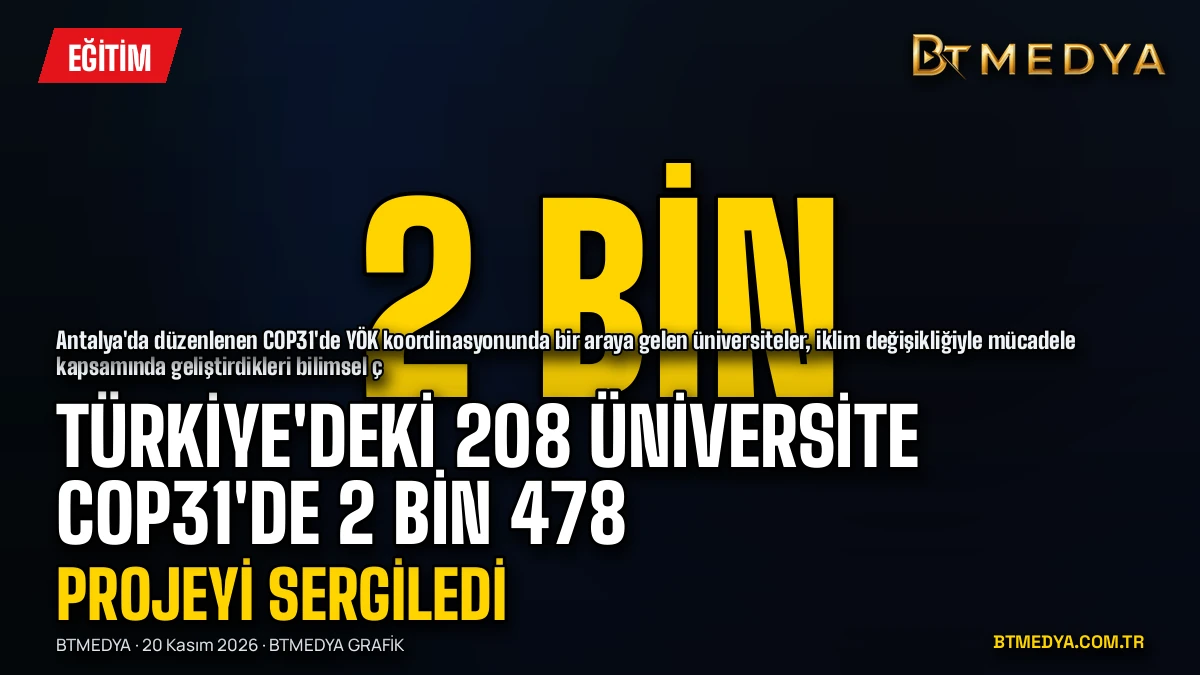 EĞİTİM
BTMEDYA
2 BİN
Antalya'da düzenlenen COP31'de YÖK koordinasyonunda bir araya gelen üniversiteler, iklim değişikliğiyle mücadele
kapsamında geliştirdikleri bilimsel ç
TÜRKİYE'DEKİ 208 ÜNİVERSİTE
COP31'DE 2 BİN 478
PROJEYİ SERGİLEDİ
BTMEDYA · 20 Kasım 2026 · BTMEDYA GRAFİK
BTMEDYA.COM.TR